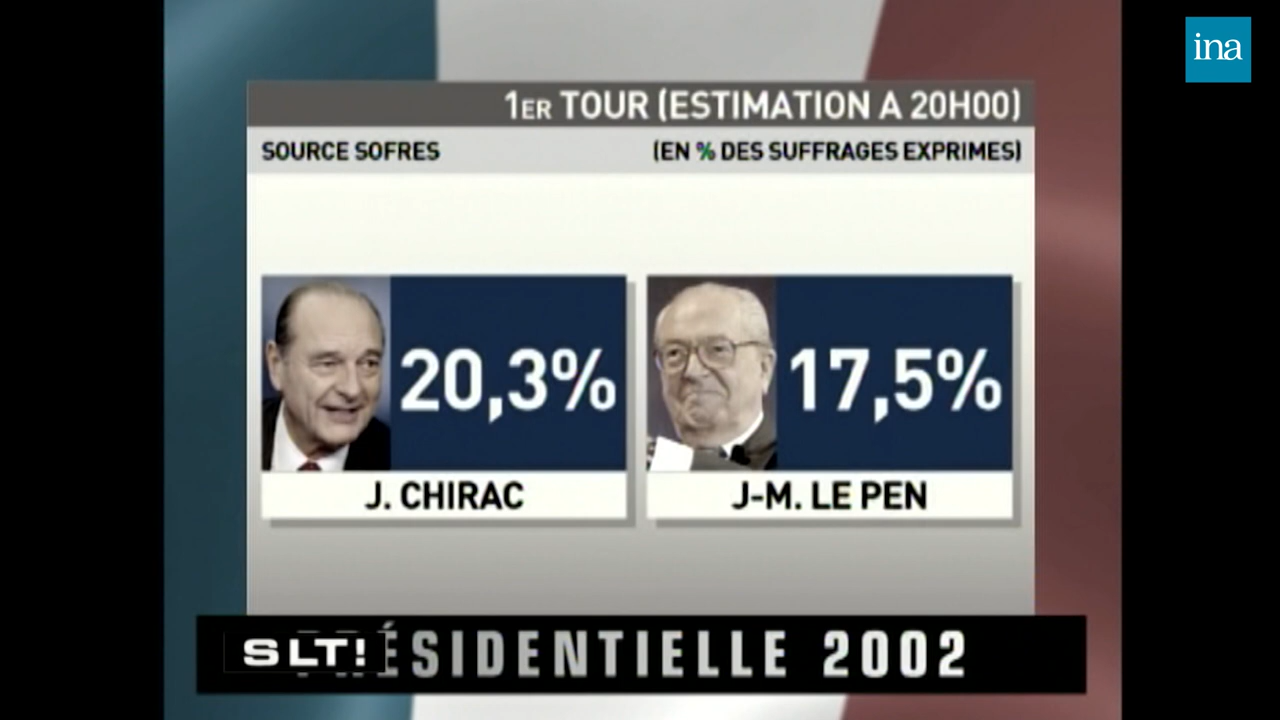 ina
1ER TOUR (ESTIMATION A 20H00)
SOURCE SOFRES
(EN % DES SUFFRAGES EXPRIMES)
20,3%
17,5%
J. CHIRAC
J-M. LE PEN
SLT!
PRÉSIDENTIELLE 2002